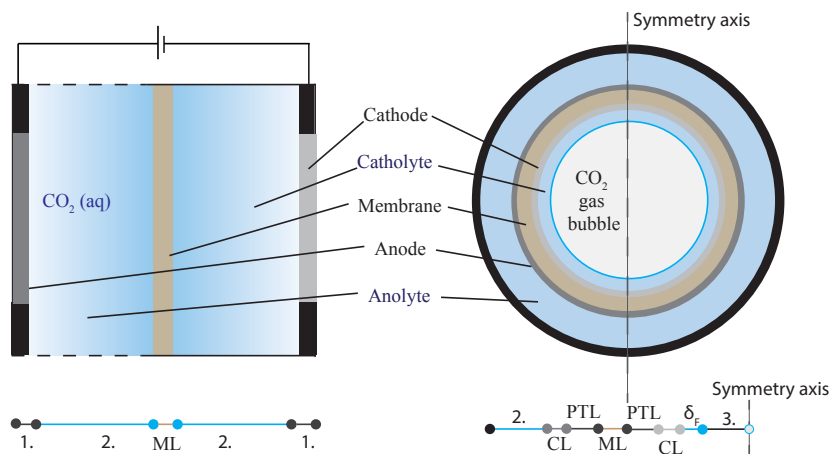 Symmetry axis
Cathode
Catholyte
CO2 (aq)
Membrane
Anode
Anolyte
CO2
gas
bubble
Symmetry axis
1. 2. ML 2. 1.
2. PTL PTL δF 3.
CL ML CL